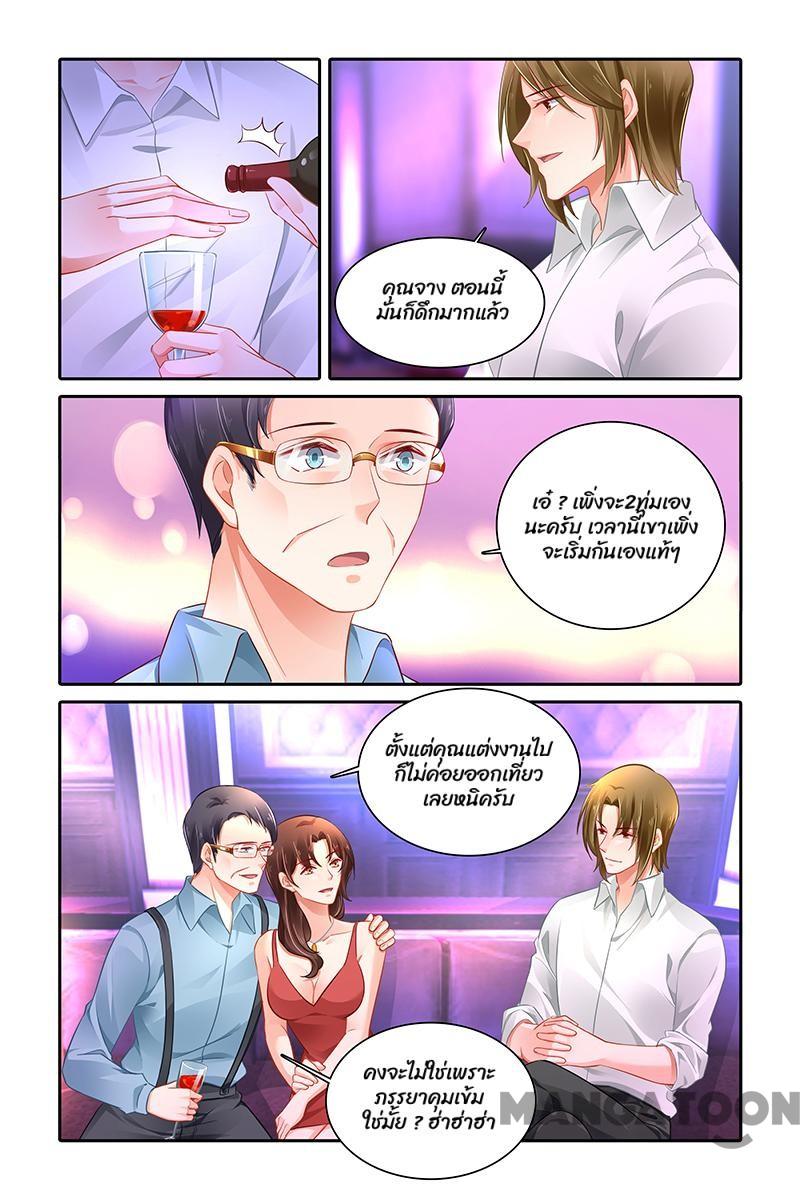 คุณจาง ตอนนี้
มันก็ดึกมากแล้ว
เอ๋ ? เพิ่งจะ2ทุ่มเอง
นะครับ เวลานี้เขาเพิ่ง
จะเริ่มกันเองแท้ๆ
ตั้งแต่คุณแต่งงานไป
ก็ไม่ค่อยออกเที่ยว
เลยหนิครับ
คงจะไม่ใช่เพราะ
ภรรยาคุมเข้ม
ใช่มั้ย ? ฮ่าฮ่าฮ่า
MANGATOON